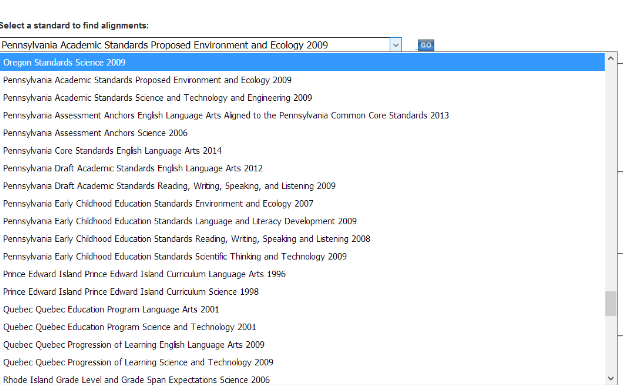 Select a standard to find alignments:
Pennsylvania Academic Standards Proposed Environment and Ecology 2009 GO
Oregon Standards Science 2009
Pennsylvania Academic Standards Proposed Environment and Ecology 2009
Pennsylvania Academic Standards Science and Technology and Engineering 2009
Pennsylvania Assessment Anchors English Language Arts Aligned to the Pennsylvania Common Core Standards 2013
Pennsylvania Assessment Anchors Science 2006
Pennsylvania Core Standards English Language Arts 2014
Pennsylvania Draft Academic Standards English Language Arts 2012
Pennsylvania Draft Academic Standards Reading, Writing, Speaking, and Listening 2009
Pennsylvania Early Childhood Education Standards Environment and Ecology 2007
Pennsylvania Early Childhood Education Standards Language and Literacy Development 2009
Pennsylvania Early Childhood Education Standards Reading, Writing, Speaking and Listening 2008
Pennsylvania Early Childhood Education Standards Scientific Thinking and Technology 2009
Prince Edward Island Prince Edward Island Curriculum Language Arts 1996
Prince Edward Island Prince Edward Island Curriculum Science 1998
Quebec Quebec Education Program Language Arts 2001
Quebec Quebec Education Program Science and Technology 2001
Quebec Quebec Progression of Learning English Language Arts 2009
Quebec Quebec Progression of Learning Science and Technology 2009
Rhode Island Grade Level and Grade Span Expectations Science 2006